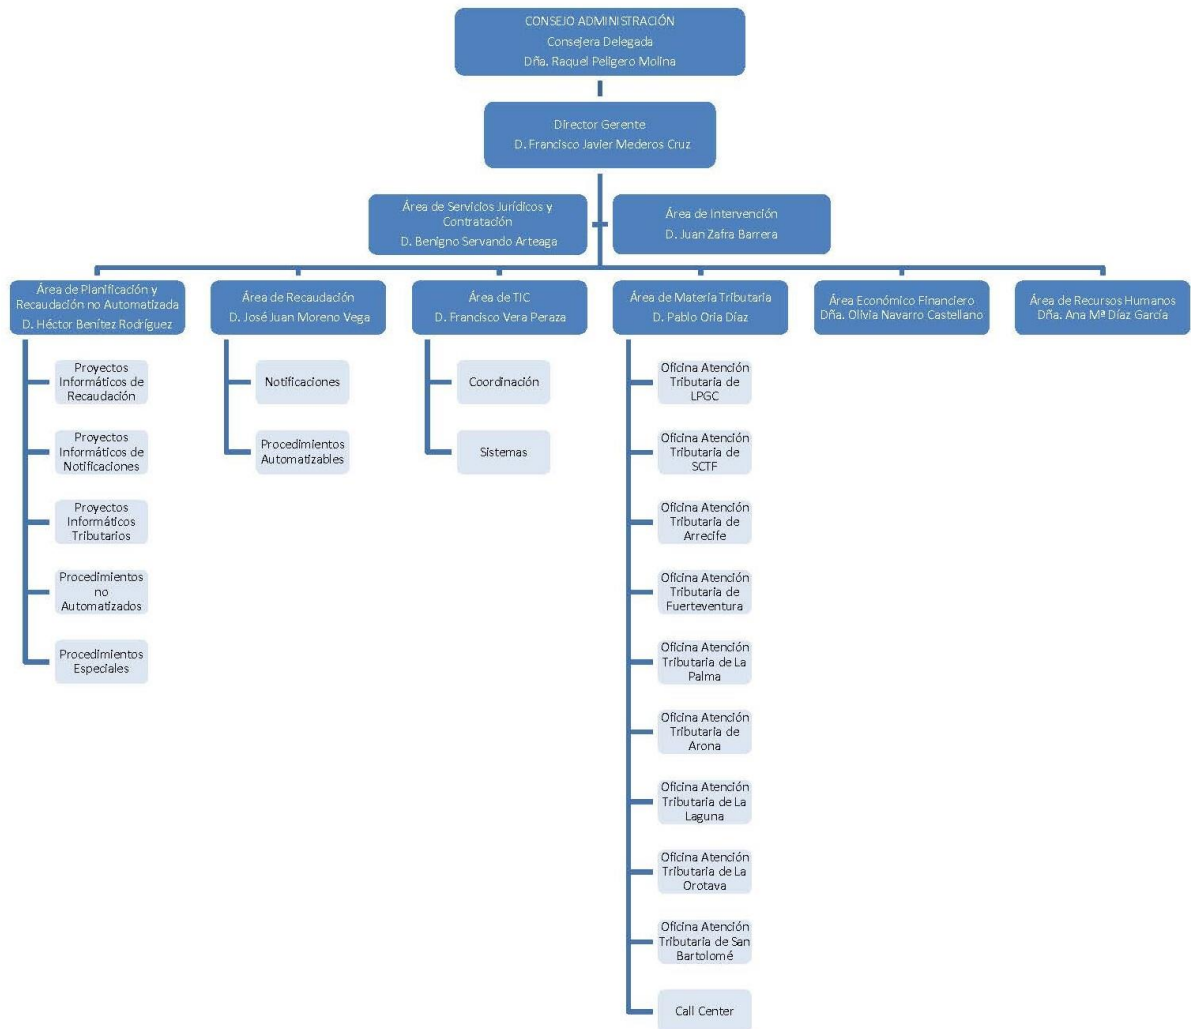 CONSEJO ADMINISTRACIÓN
Consejera Delegada
Dña. Raquel Peligero Molina
Director Gerente
D. Francisco Javier Mederos Cruz
Área de Servicios Jurídicos y
Contratación
D. Benigno Servando Arteaga
Área de Intervención
D. Juan Zafra Barrera
Área de Planificación y
Recaudación no Automatizada
D. Héctor Benítez Rodríguez
Área de Recaudación
D. José Juan Moreno Vega
Área de TIC
D. Francisco Vera Peraza
Área de Materia Tributaria
D. Pablo Oria Díaz
Área Económico Financiero
Dña. Olivia Navarro Castellano
Área de Recursos Humanos
Dña. Ana Mª Díaz García
Proyectos
Informáticos de
Recaudación
Proyectos
Informáticos de
Notificaciones
Proyectos
Informáticos
Tributarios
Procedimientos
no
Automatizados
Procedimientos
Especiales
Notificaciones
Procedimientos
Automatizables
Coordinación
Sistemas
Oficina Atención
Tributaria de
LPGC
Oficina Atención
Tributaria de
SCTF
Oficina Atención
Tributaria de
Arrecife
Oficina Atención
Tributaria de
Fuerteventura
Oficina Atención
Tributaria de La
Palma
Oficina Atención
Tributaria de
Arona
Oficina Atención
Tributaria de La
Laguna
Oficina Atención
Tributaria de La
Orotava
Oficina Atención
Tributaria de San
Bartolomé
Call Center